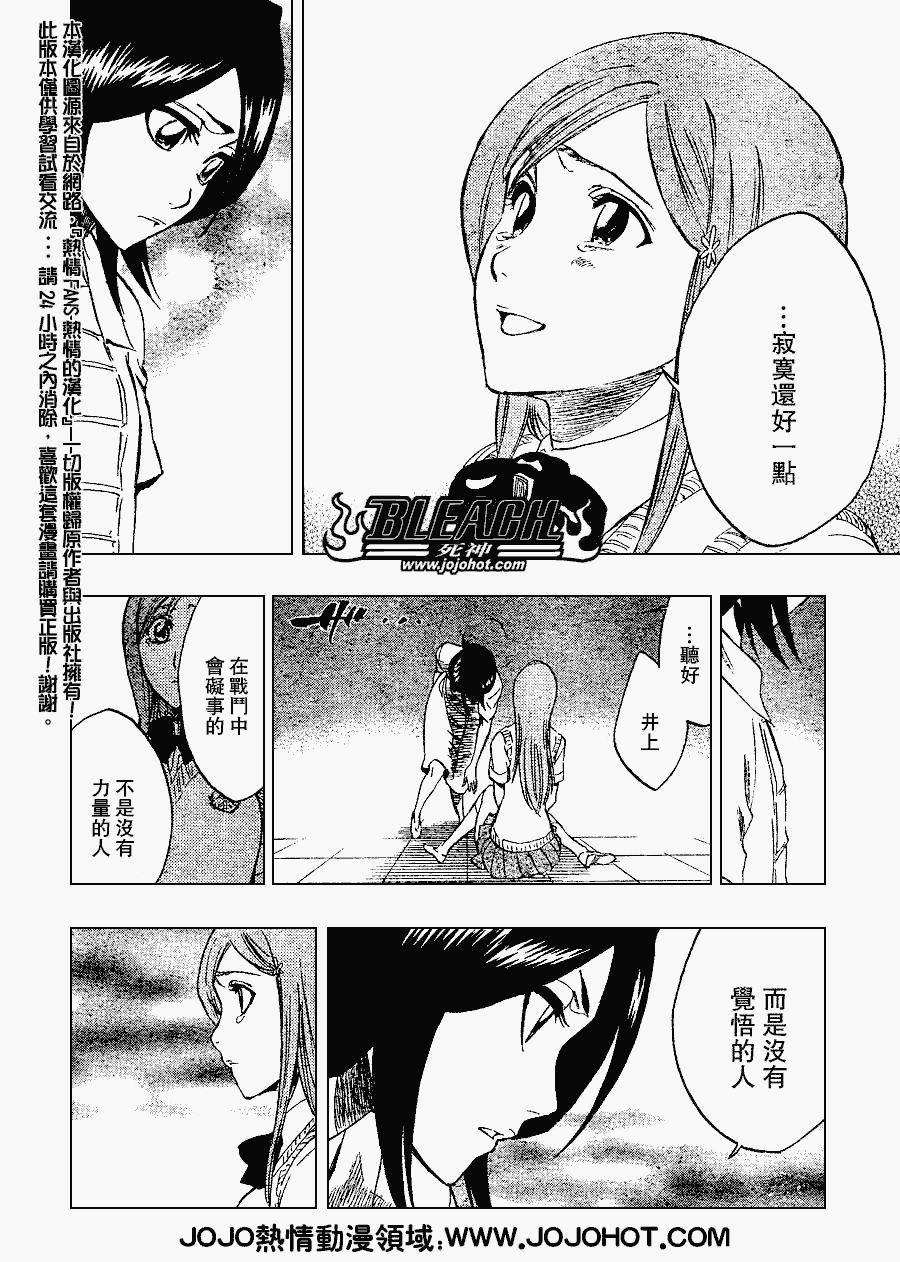 本漢化圖源來自於網路。『熱情FANS-熱情的漢化』一切版權歸原作者與出版社擁有！
此版本僅供學習試看交流…請24小時之內消除，喜歡這套漫畫請購買正版！謝謝。
…寂寞還好一點
BLEACH
死神
www.jojohot.com
…聽好
井上
在戰鬥中
會礙事的
不是沒有
力量的人
而是沒有
覺悟的人
JOJO熱情動漫領域:WWW.JOJOHOT.COM